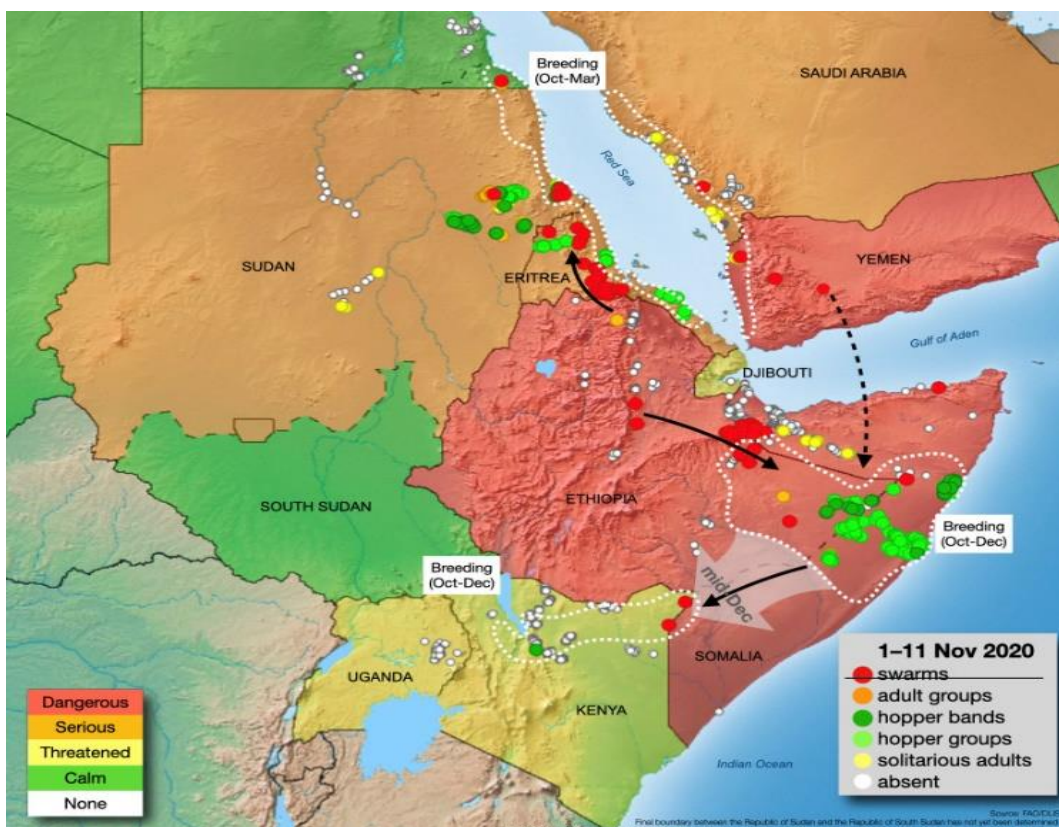 Breeding
(Oct-Mar)
SAUDI ARABIA
Red Sea
SUDAN
ERITREA
YEMEN
Gulf of Aden
DJIBOUTI
SOUTH SUDAN
ETHIOPIA
Breeding
(Oct-Dec)
Breeding
(Oct-Dec)
mid Dec
SOMALIA
UGANDA
KENYA
Indian Ocean
Dangerous
Serious
Threatened
Calm
None
1–11 Nov 2020
swarms
adult groups
hopper bands
hopper groups
solitarious adults
absent
Source: FAO/DLIS
Final boundary between the Republic of Sudan and the Republic of South Sudan has not yet been determined